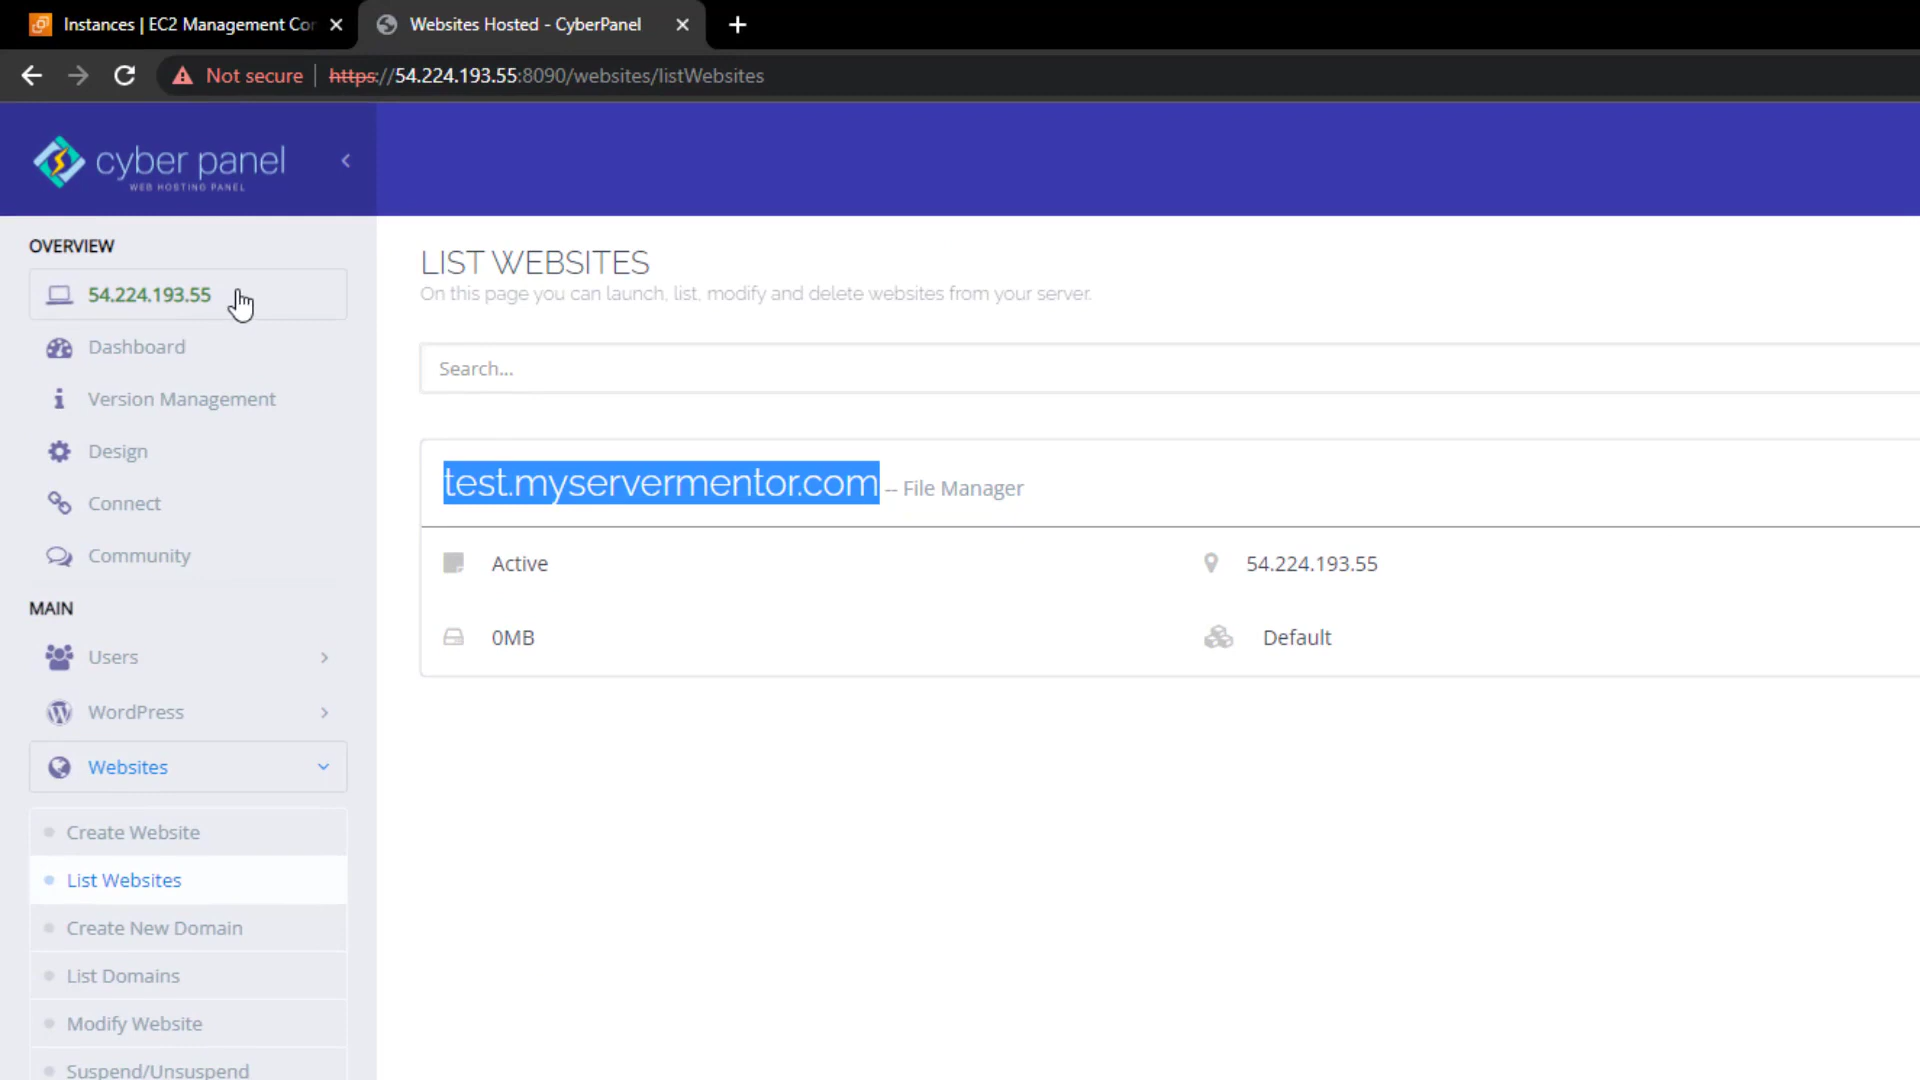 Instances | EC2 Management Cor
Websites Hosted - CyberPanel
Not secure | https://54.224.193.55:8090/websites/listWebsites
cyber panel
WEB HOSTING PANEL
OVERVIEW
54.224.193.55
Dashboard
Version Management
Design
Connect
Community
MAIN
Users
WordPress
Websites
Create Website
List Websites
Create New Domain
List Domains
Modify Website
Suspend/Unsuspend
LIST WEBSITES
On this page you can launch, list, modify and delete websites from your server.
Search...
test.myservermentor.com -- File Manager
Active
54.224.193.55
0MB
Default